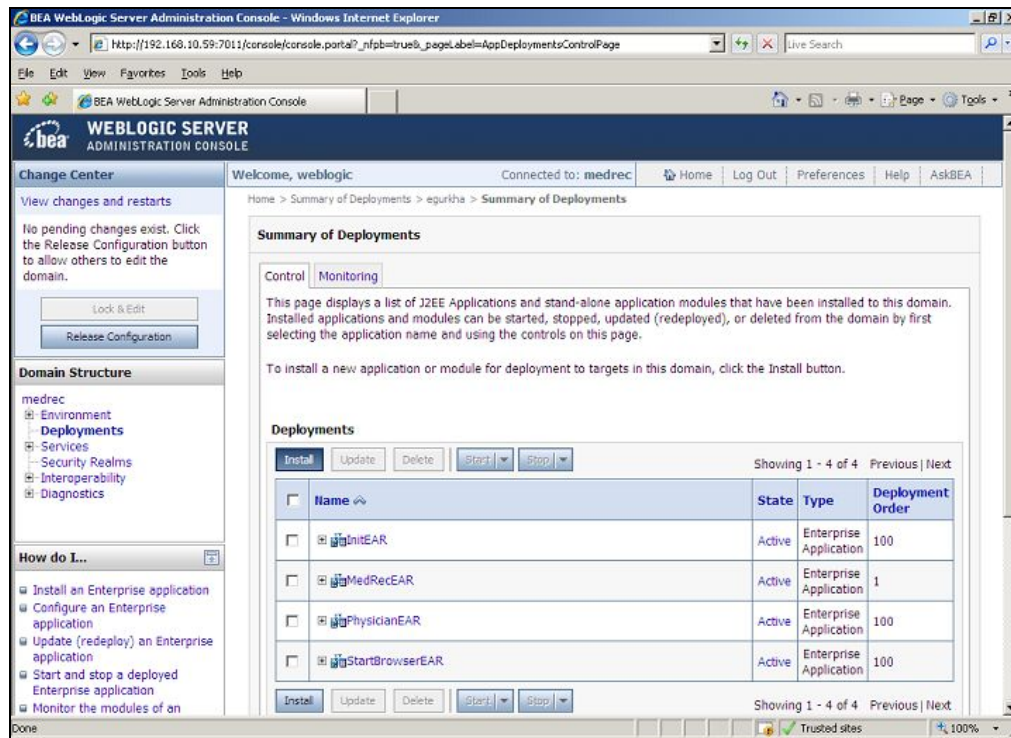 BEA WebLogic Server Administration Console - Windows Internet Explorer
http://192.168.10.59:7011/console/console.portal?_nfpb=true&_pageLabel=AppDeploymentsControlPage
Live Search
File Edit View Favorites Tools Help
BEA WebLogic Server Administration Console
Page
Tools
bea
WEBLOGIC SERVER
ADMINISTRATION CONSOLE
Change Center
View changes and restarts
No pending changes exist. Click
the Release Configuration button
to allow others to edit the
domain.
Lock & Edit
Release Configuration
Domain Structure
medrec
Environment
Deployments
Services
Security Realms
Interoperability
Diagnostics
How do I...
Install an Enterprise application
Configure an Enterprise
application
Update (redeploy) an Enterprise
application
Start and stop a deployed
Enterprise application
Monitor the modules of an
Welcome, weblogic
Connected to: medrec
Home
Log Out
Preferences
Help
AskBEA
Home > Summary of Deployments > egurkha > Summary of Deployments
Summary of Deployments
Control
Monitoring
This page displays a list of J2EE Applications and stand-alone application modules that have been installed to this domain.
Installed applications and modules can be started, stopped, updated (redeployed), or deleted from the domain by first
selecting the application name and using the controls on this page.
To install a new application or module for deployment to targets in this domain, click the Install button.
Deployments
Install Update Delete Start Stop
Showing 1 - 4 of 4 Previous | Next
Name State Type Deployment
Order
InitEAR Active Enterprise
Application 100
MedRecEAR Active Enterprise
Application 1
PhysicianEAR Active Enterprise
Application 100
StartBrowserEAR Active Enterprise
Application 100
Install Update Delete Start Stop
Showing 1 - 4 of 4 Previous | Next
Done
Trusted sites
100%